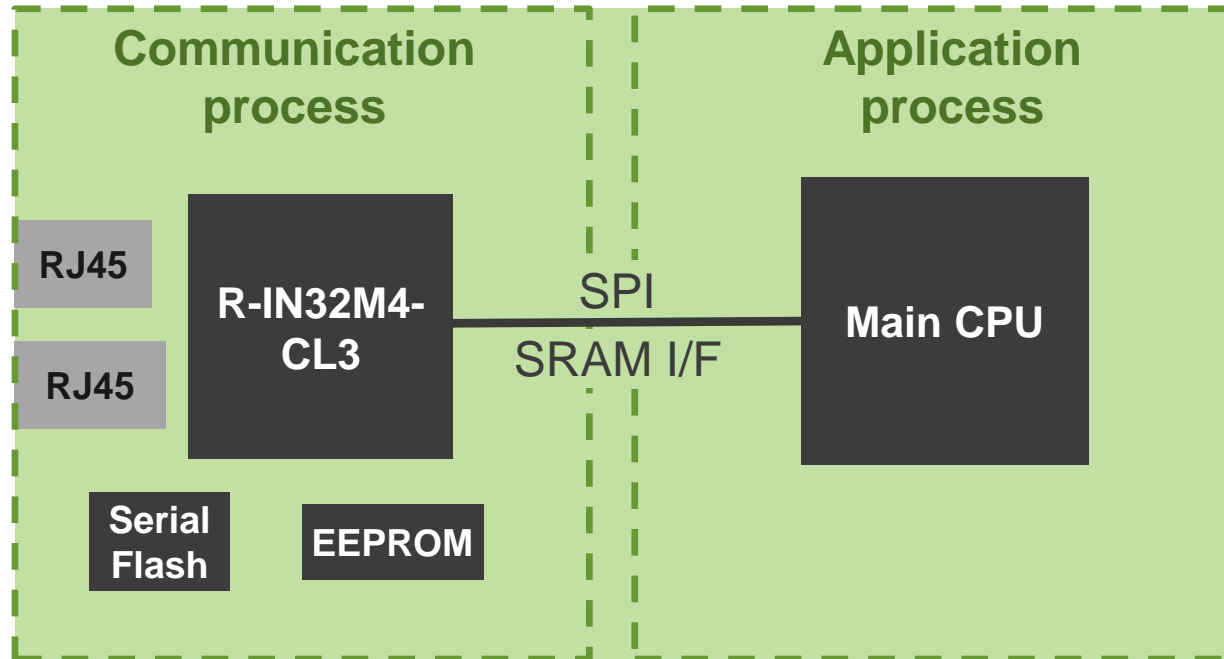 Communication
process
Application
process
RJ45
RJ45
R-IN32M4-
CL3
SPI
SRAM I/F
Main CPU
Serial
Flash
EEPROM